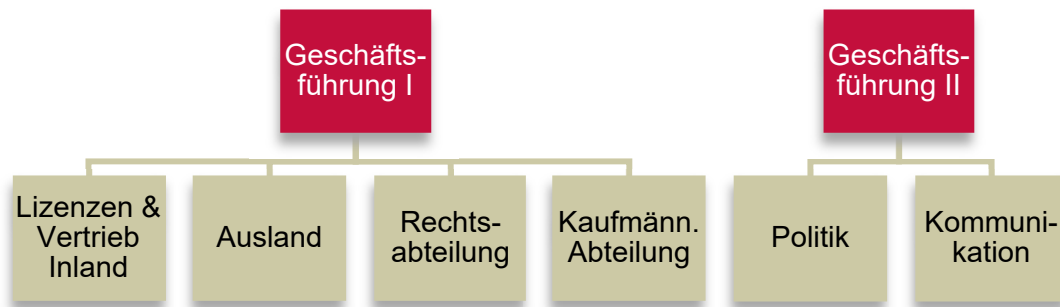 Geschäfts-
führung I
Geschäfts-
führung II
Lizenzen &
Vertrieb
Inland
Ausland
Rechts-
abteilung
Kaufmänn.
Abteilung
Politik
Kommuni-
kation